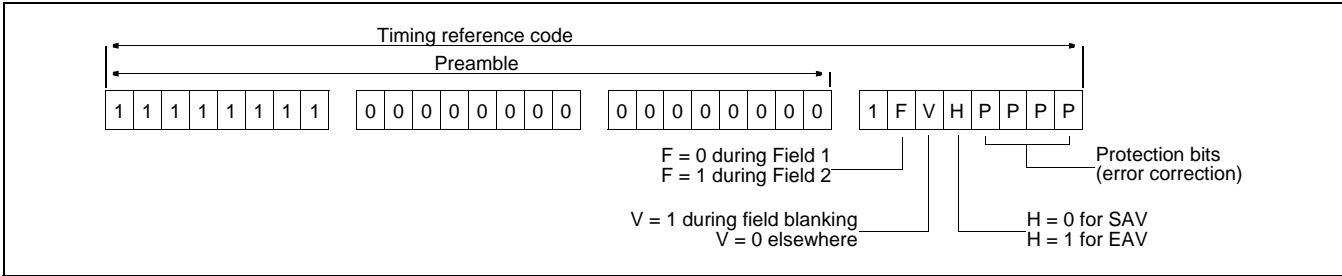 Timing reference code
Preamble
1 1 1 1 1 1 1 1 0 0 0 0 0 0 0 0 0 0 0 0 0 0 0 0 1 F V H P P P P
F = 0 during Field 1
F = 1 during Field 2
Protection bits
(error correction)
V = 1 during field blanking
V = 0 elsewhere
H = 0 for SAV
H = 1 for EAV